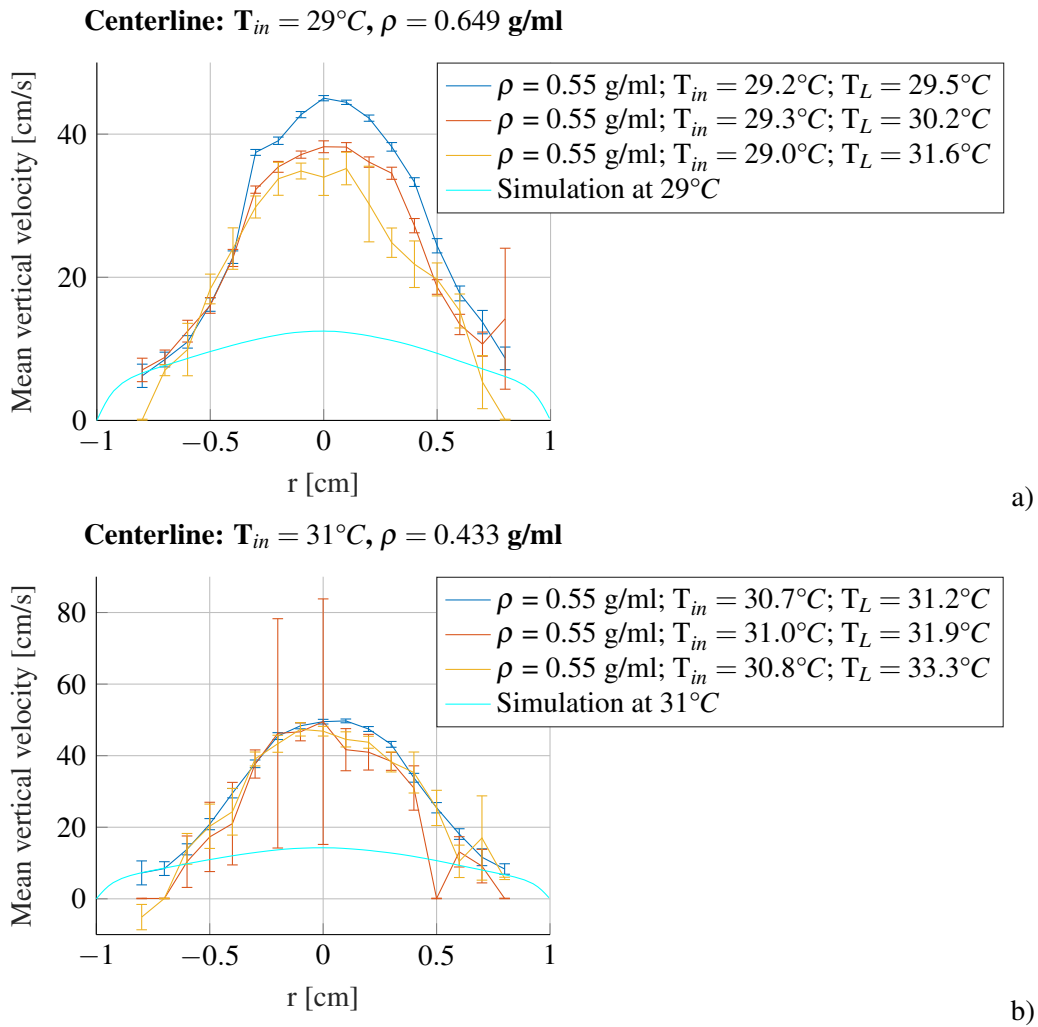 Centerline: T_in = 29°C, ρ = 0.649 g/ml
Mean vertical velocity [cm/s]
40
20
0
−1
−0.5
0
0.5
1
r [cm]
ρ = 0.55 g/ml; T_in = 29.2°C; T_L = 29.5°C
ρ = 0.55 g/ml; T_in = 29.3°C; T_L = 30.2°C
ρ = 0.55 g/ml; T_in = 29.0°C; T_L = 31.6°C
Simulation at 29°C
a)
Centerline: T_in = 31°C, ρ = 0.433 g/ml
Mean vertical velocity [cm/s]
80
60
40
20
0
−1
−0.5
0
0.5
1
r [cm]
ρ = 0.55 g/ml; T_in = 30.7°C; T_L = 31.2°C
ρ = 0.55 g/ml; T_in = 31.0°C; T_L = 31.9°C
ρ = 0.55 g/ml; T_in = 30.8°C; T_L = 33.3°C
Simulation at 31°C
b)